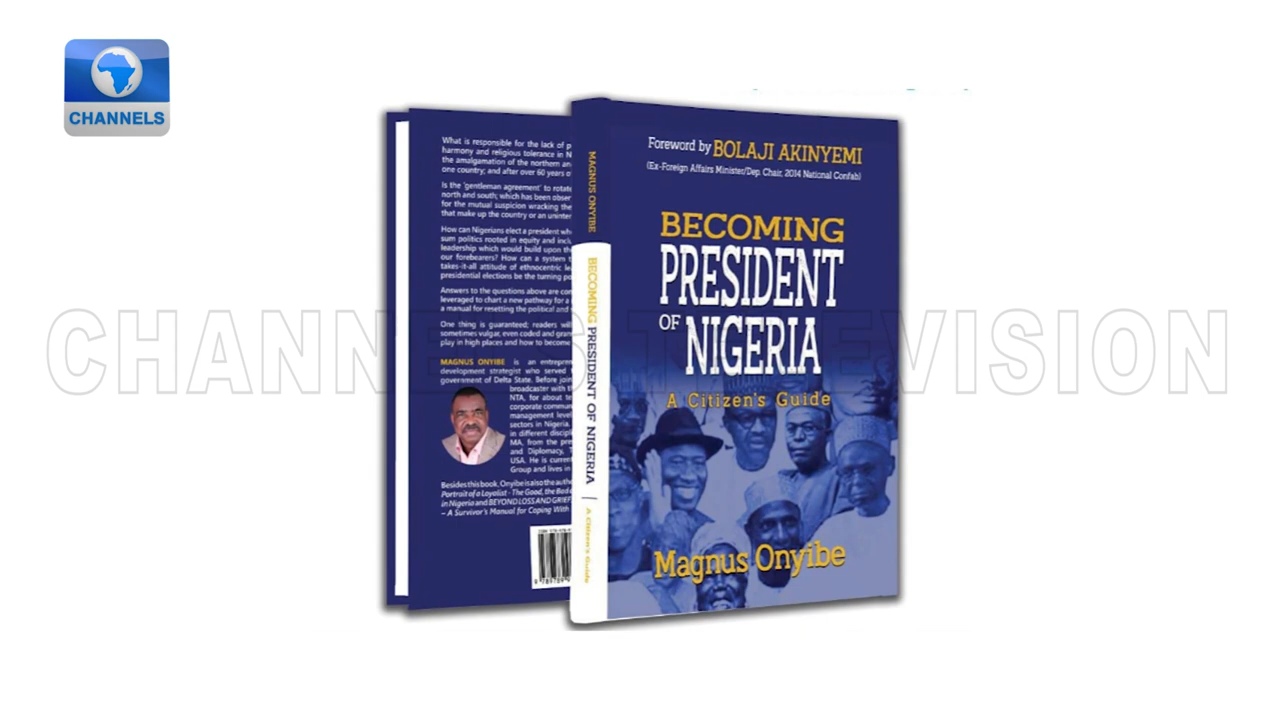 CHANNELS
CHANNELS TELEVISION
What is responsible for the lack of p
harmony and religious tolerance in N
the amalgamation of the northern an
one country; and after over 60 years o
Is the 'gentleman agreement' to rotate
north and south; which has been obser
for the mutual suspicion wracking the
that make up the country or an uninter
How can Nigerians elect a president wh
sum politics rooted in equity and inclu
leadership which would build upon the
our forebearers? How can a system t
takes-it-all attitude of ethnocentric le
presidential elections be the turning po
Answers to the questions above are con
leveraged to chart a new pathway for a
a manual for resetting the political and
One thing is guaranteed; readers will
sometimes vulgar, even coded and gran
play in high places and how to become
MAGNUS ONYIBE is an entrepren
development strategist who served
government of Delta State. Before join
broadcaster with th
NTA, for about te
corporate commun
management level
sectors in Nigeria.
in different discipli
MA, from the pre
and Diplomacy, T
USA. He is curren
Group and lives in
Besides this book, Onyibe is also the autho
Portrait of a Loyalist - The Good, the Bad
in Nigeria and BEYOND LOSS AND GRIEF
– A Survivor's Manual for Coping With
MAGNUS ONYIBE
BECOMING PRESIDENT OF NIGERIA
A Citizen's Guide
Foreword by BOLAJI AKINYEMI
(Ex-Foreign Affairs Minister/Dep. Chair, 2014 National Confab)
BECOMING
PRESIDENT
OF NIGERIA
A Citizen's Guide
Magnus Onyibe